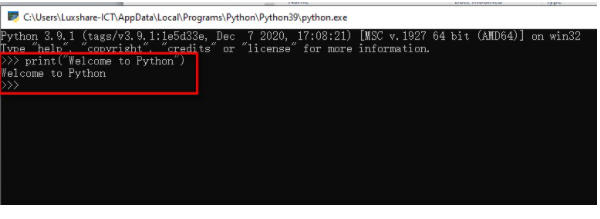 C:\Users\Luxshare-ICT\AppData\Local\Programs\Python\Python39\python.exe
Python 3.9.1 (tags/v3.9.1:1e5d33e, Dec  7 2020, 17:08:21) [MSC v.1927 64 bit (AMD64)] on win32
Type "help", "copyright", "credits" or "license" for more information.
>>> print("Welcome to Python")
Welcome to Python
>>>